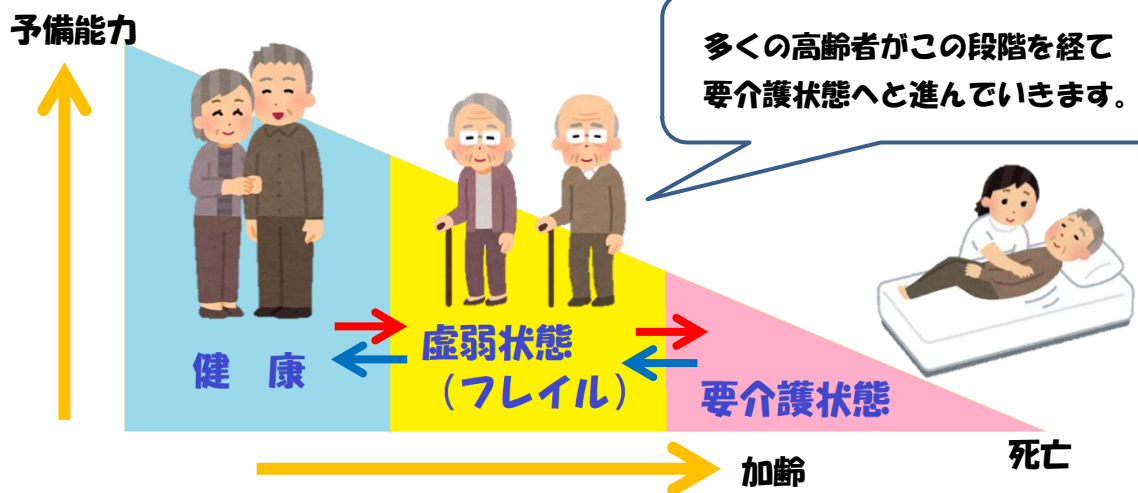 予備能力
多くの高齢者がこの段階を経て
要介護状態へと進んでいきます。
健 康
虚弱状態
（フレイル）
要介護状態
死亡
加齢